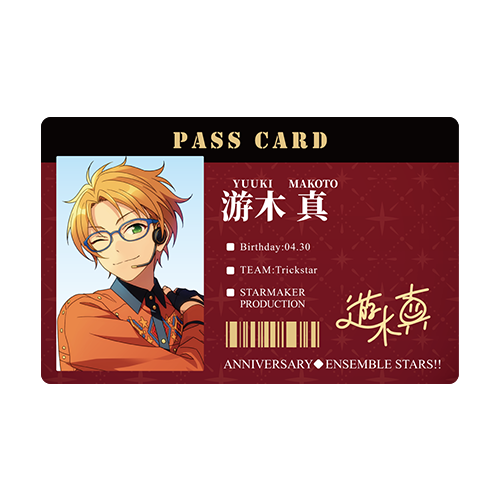 PASS CARD
YUUKI MAKOTO
游木 真
Birthday:04.30
TEAM:Trickstar
STARMAKER
PRODUCTION
遊木真
ANNIVERSARY◆ENSEMBLE STARS!!